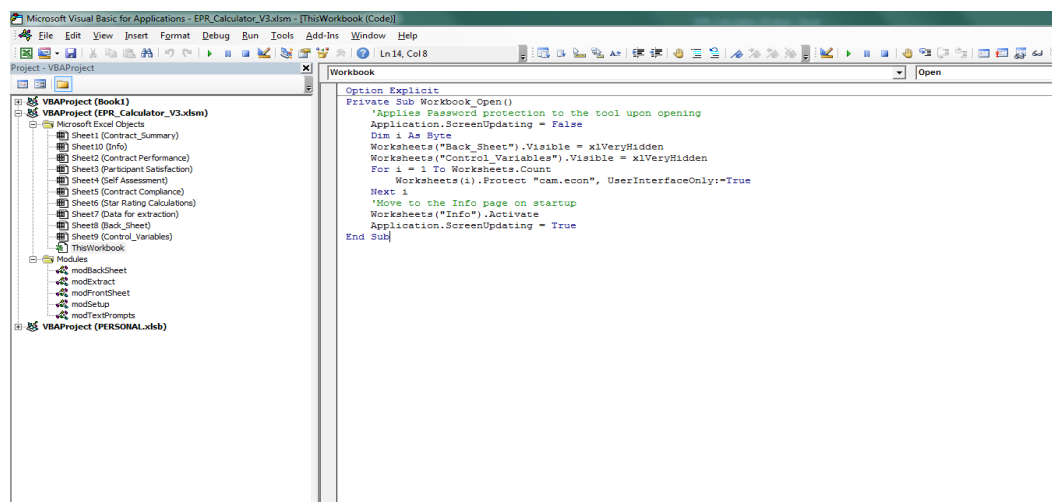 Microsoft Visual Basic for Applications - EPR_Calculator_V3.xlsm - [ThisWorkbook (Code)]
File Edit View Insert Format Debug Run Tools Add-Ins Window Help
Ln 14, Col 8
Project - VBAProject
VBAProject (Book1)
VBAProject (EPR_Calculator_V3.xlsm)
Microsoft Excel Objects
Sheet1 (Contract_Summary)
Sheet10 (Info)
Sheet2 (Contract Performance)
Sheet3 (Participant Satisfaction)
Sheet4 (Self Assessment)
Sheet5 (Contract Compliance)
Sheet6 (Star Rating Calculations)
Sheet7 (Data for extraction)
Sheet8 (Back_Sheet)
Sheet9 (Control_Variables)
ThisWorkbook
Modules
modBackSheet
modExtract
modFrontSheet
modSetup
modTextPrompts
VBAProject (PERSONAL.xlsb)
Workbook
Open
Option Explicit
Private Sub Workbook_Open()
'Applies Password protection to the tool upon opening
Application.ScreenUpdating = False
Dim i As Byte
Worksheets("Back_Sheet").Visible = xlVeryHidden
Worksheets("Control_Variables").Visible = xlVeryHidden
For i = 1 To Worksheets.Count
Worksheets(i).Protect "cam.econ", UserInterfaceOnly:=True
Next i
'Move to the Info page on startup
Worksheets("Info").Activate
Application.ScreenUpdating = True
End Sub